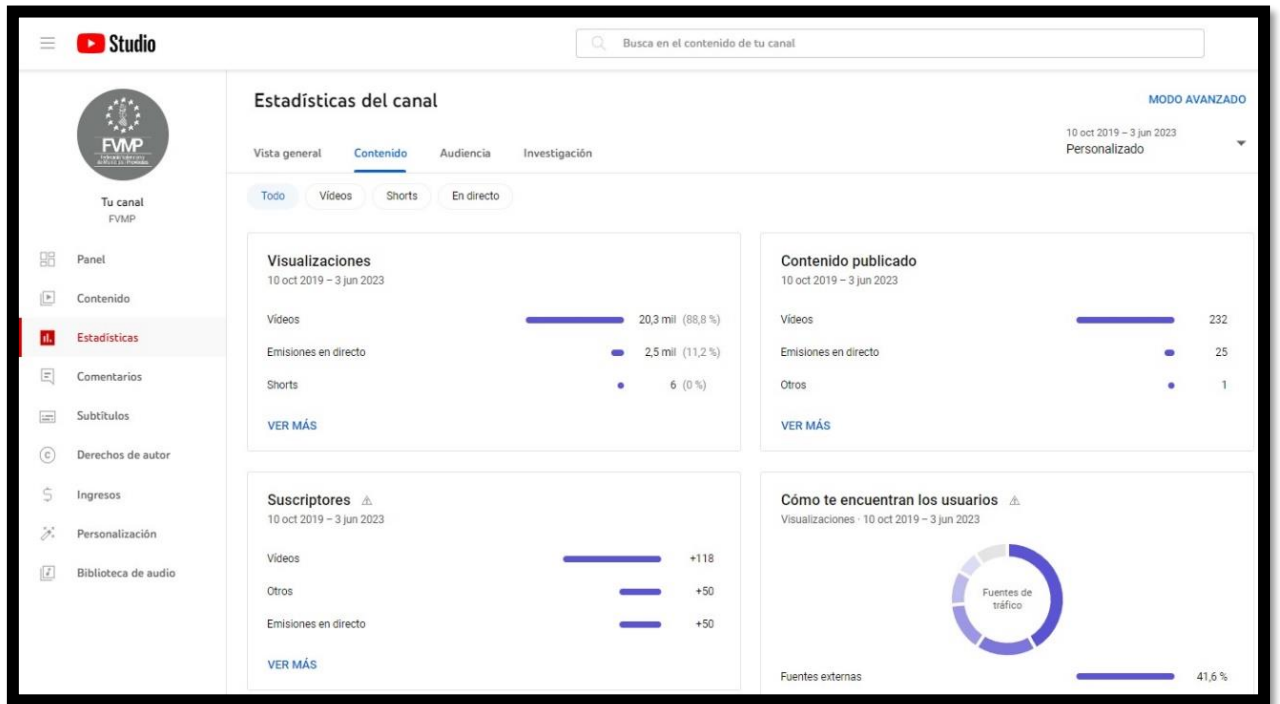 Studio
Busca en el contenido de tu canal
FVMP
Tu canal
FVMP
Panel
Contenido
Estadísticas
Comentarios
Subtítulos
Derechos de autor
Ingresos
Personalización
Biblioteca de audio
Estadísticas del canal
MODO AVANZADO
10 oct 2019 – 3 jun 2023
Personalizado
Vista general Contenido Audiencia Investigación
Todo Vídeos Shorts En directo
Visualizaciones
10 oct 2019 – 3 jun 2023
Vídeos 20,3 mil (88,8 %)
Emisiones en directo 2,5 mil (11,2 %)
Shorts 6 (0 %)
VER MÁS
Contenido publicado
10 oct 2019 – 3 jun 2023
Vídeos 232
Emisiones en directo 25
Otros 1
VER MÁS
Suscriptores
10 oct 2019 – 3 jun 2023
Vídeos +118
Otros +50
Emisiones en directo +50
VER MÁS
Cómo te encuentran los usuarios
Visualizaciones · 10 oct 2019 – 3 jun 2023
Fuentes de
tráfico
Fuentes externas 41,6 %